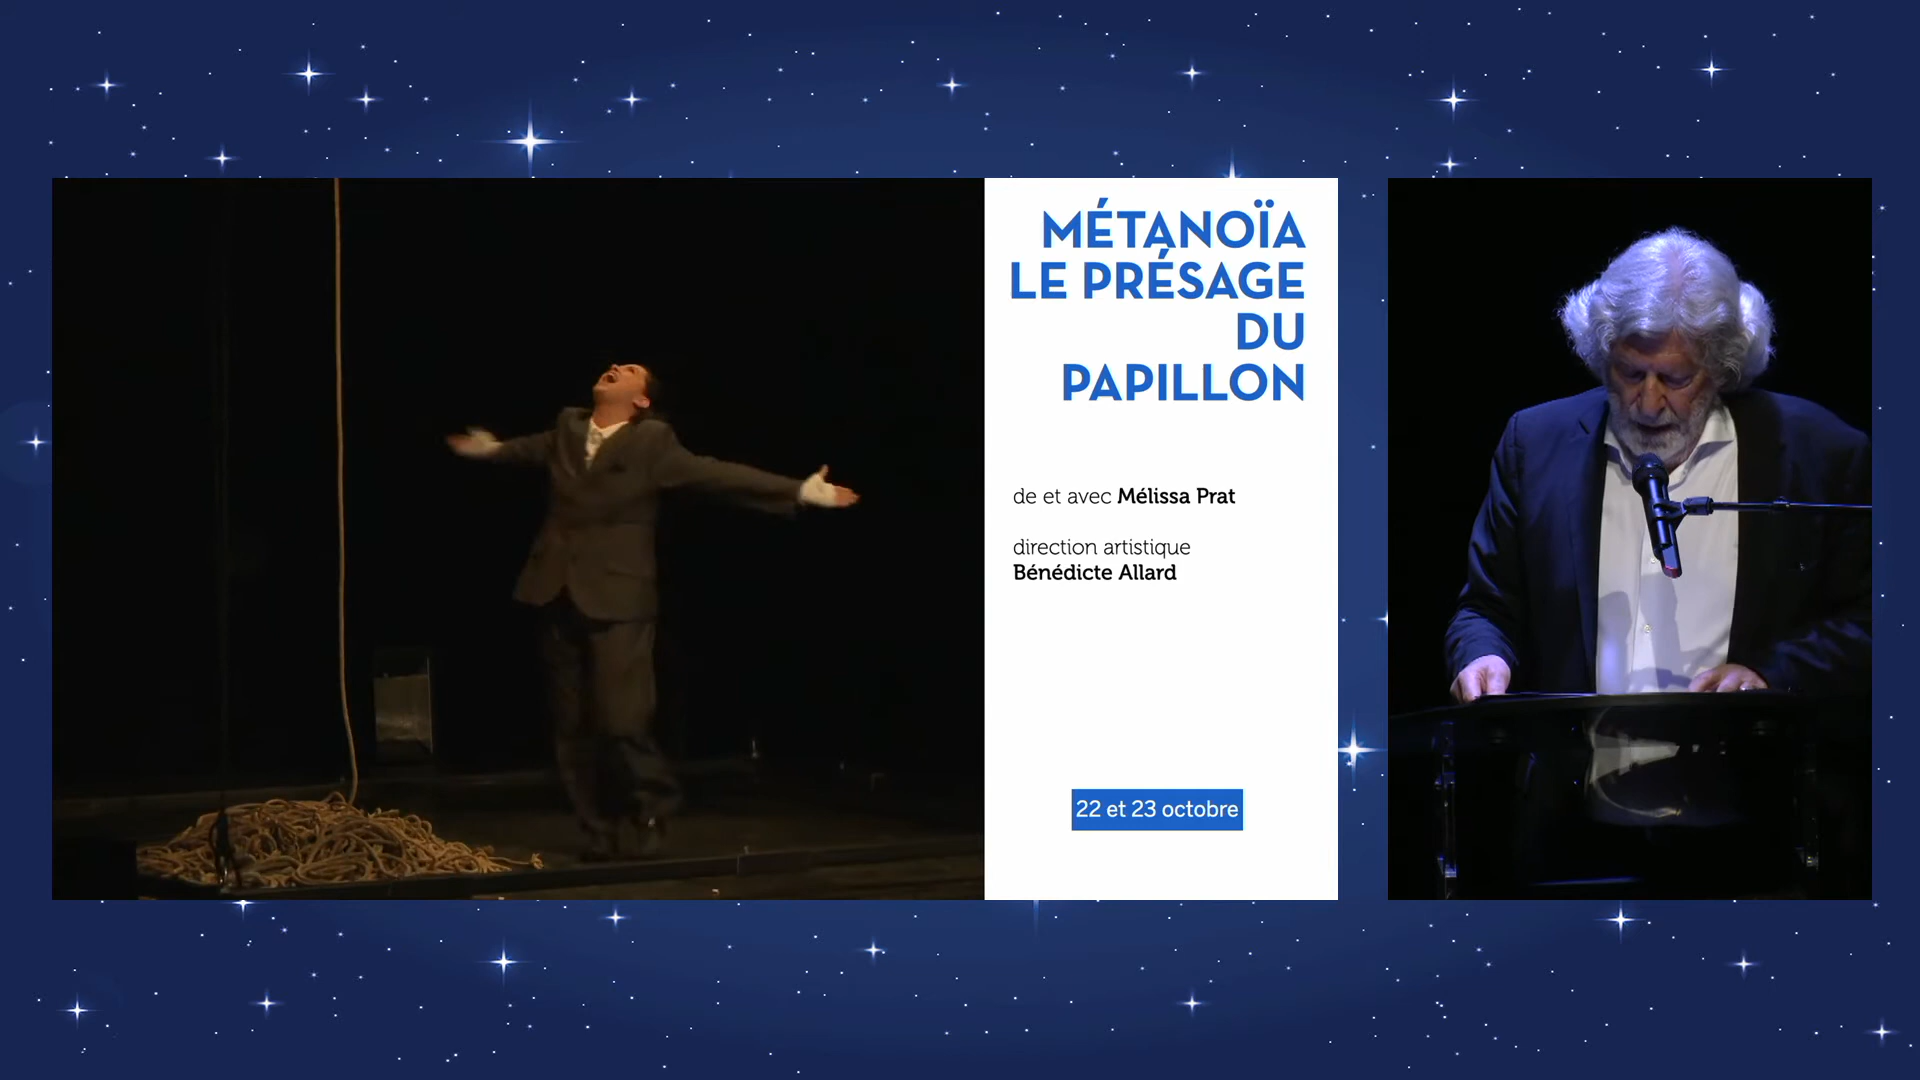 MÉTANOÏA
LE PRÉSAGE
DU
PAPILLON
de et avec Mélissa Prat
direction artistique
Bénédicte Allard
22 et 23 octobre